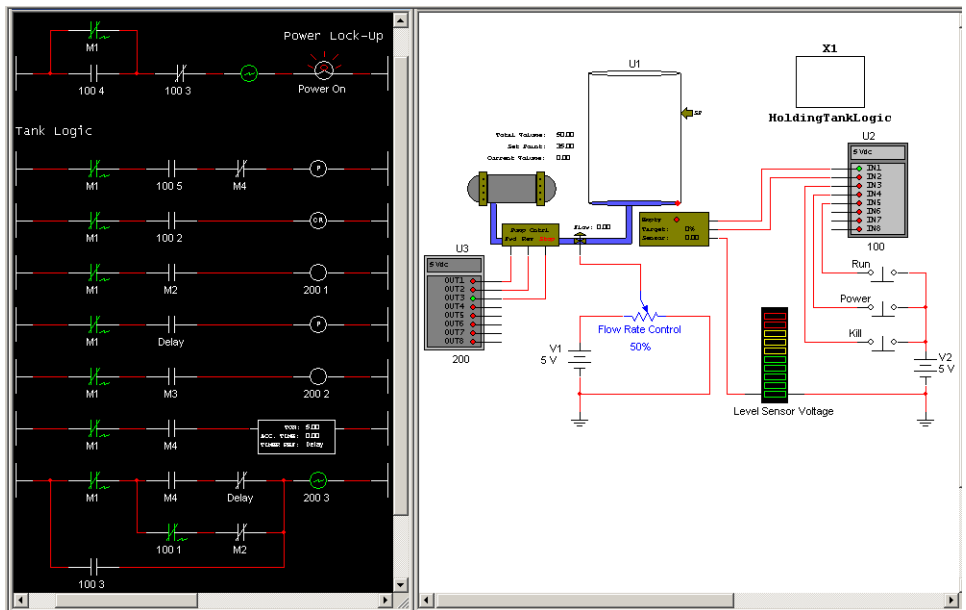 Power Lock-Up
M1
100 4
100 3
Power On
Tank Logic
M1
100 5
M4
P
M1
100 2
CR
M1
M2
200 1
M1
Delay
M1
M3
200 2
M1
M4
TON: 5.00
ACC. TIME: 0.00
TIMER REF: Delay
M1
M4
Delay
200 3
100 1
M2
100 3
U1
X1
HoldingTankLogic
SP
Total Volume: 50.00
Set Point: 35.00
Current Volume: 0.00
U2
5 Vdc
IN1
IN2
IN3
IN4
IN5
IN6
IN7
IN8
100
Pump Cntrl
Fwd Rev Stop
Flow: 0.00
Empty
Target: 0%
Sensor: 0.00
U3
5 Vdc
OUT1
OUT2
OUT3
OUT4
OUT5
OUT6
OUT7
OUT8
200
Run
Power
Kill
Flow Rate Control
50%
V1
5 V
V2
5 V
Level Sensor Voltage